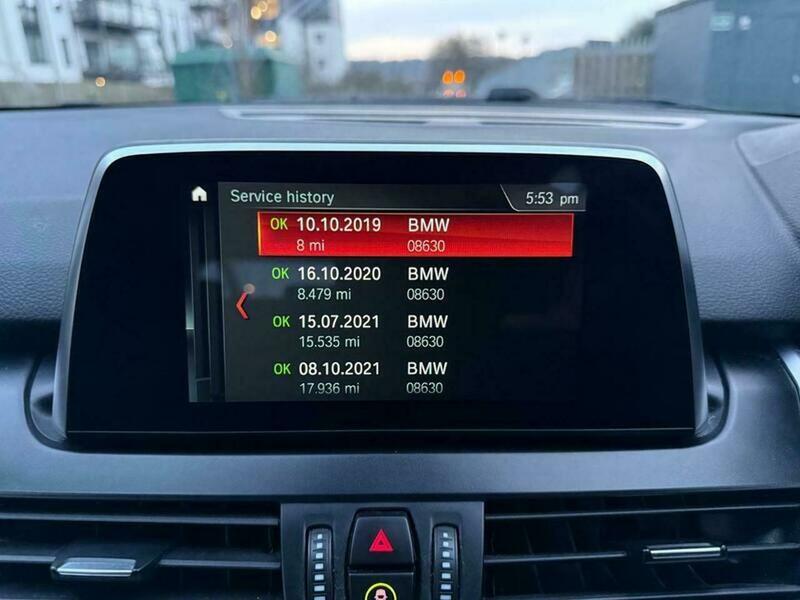 Service history 5:53 pm
OK 10.10.2019 BMW
8 mi 08630
OK 16.10.2020 BMW
8.479 mi 08630
OK 15.07.2021 BMW
15.535 mi 08630
OK 08.10.2021 BMW
17.936 mi 08630